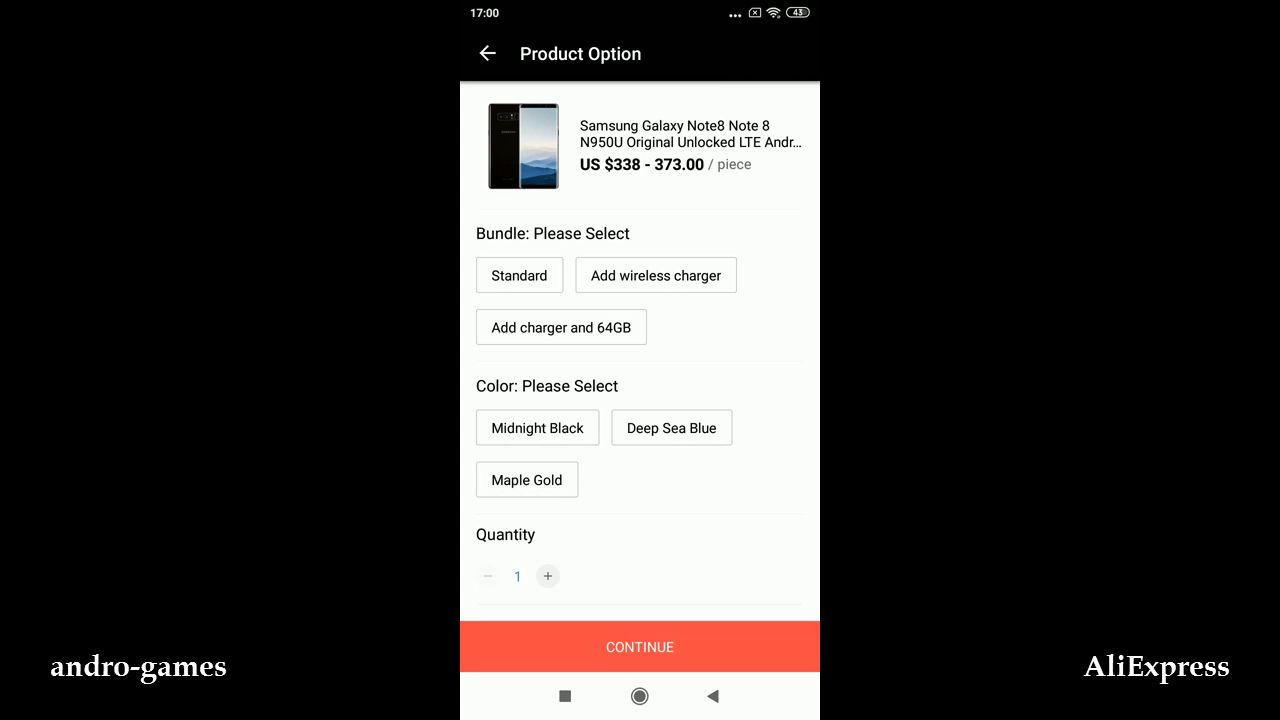 17:00
43
Product Option
Samsung Galaxy Note8 Note 8
N950U Original Unlocked LTE Andr...
US $338 - 373.00 / piece
Bundle: Please Select
Standard
Add wireless charger
Add charger and 64GB
Color: Please Select
Midnight Black
Deep Sea Blue
Maple Gold
Quantity
1
CONTINUE
andro-games
AliExpress